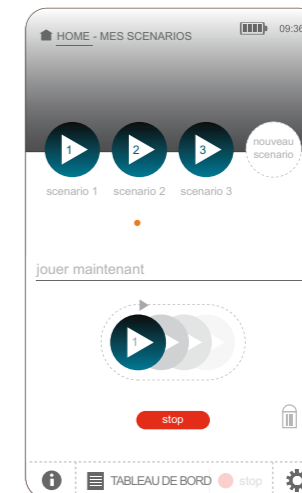 HOME - MES SCENARIOS
09:36
1
2
3
nouveau
scenario
scenario 1
scenario 2
scenario 3
jouer maintenant
1
stop
TABLEAU DE BORD
stop